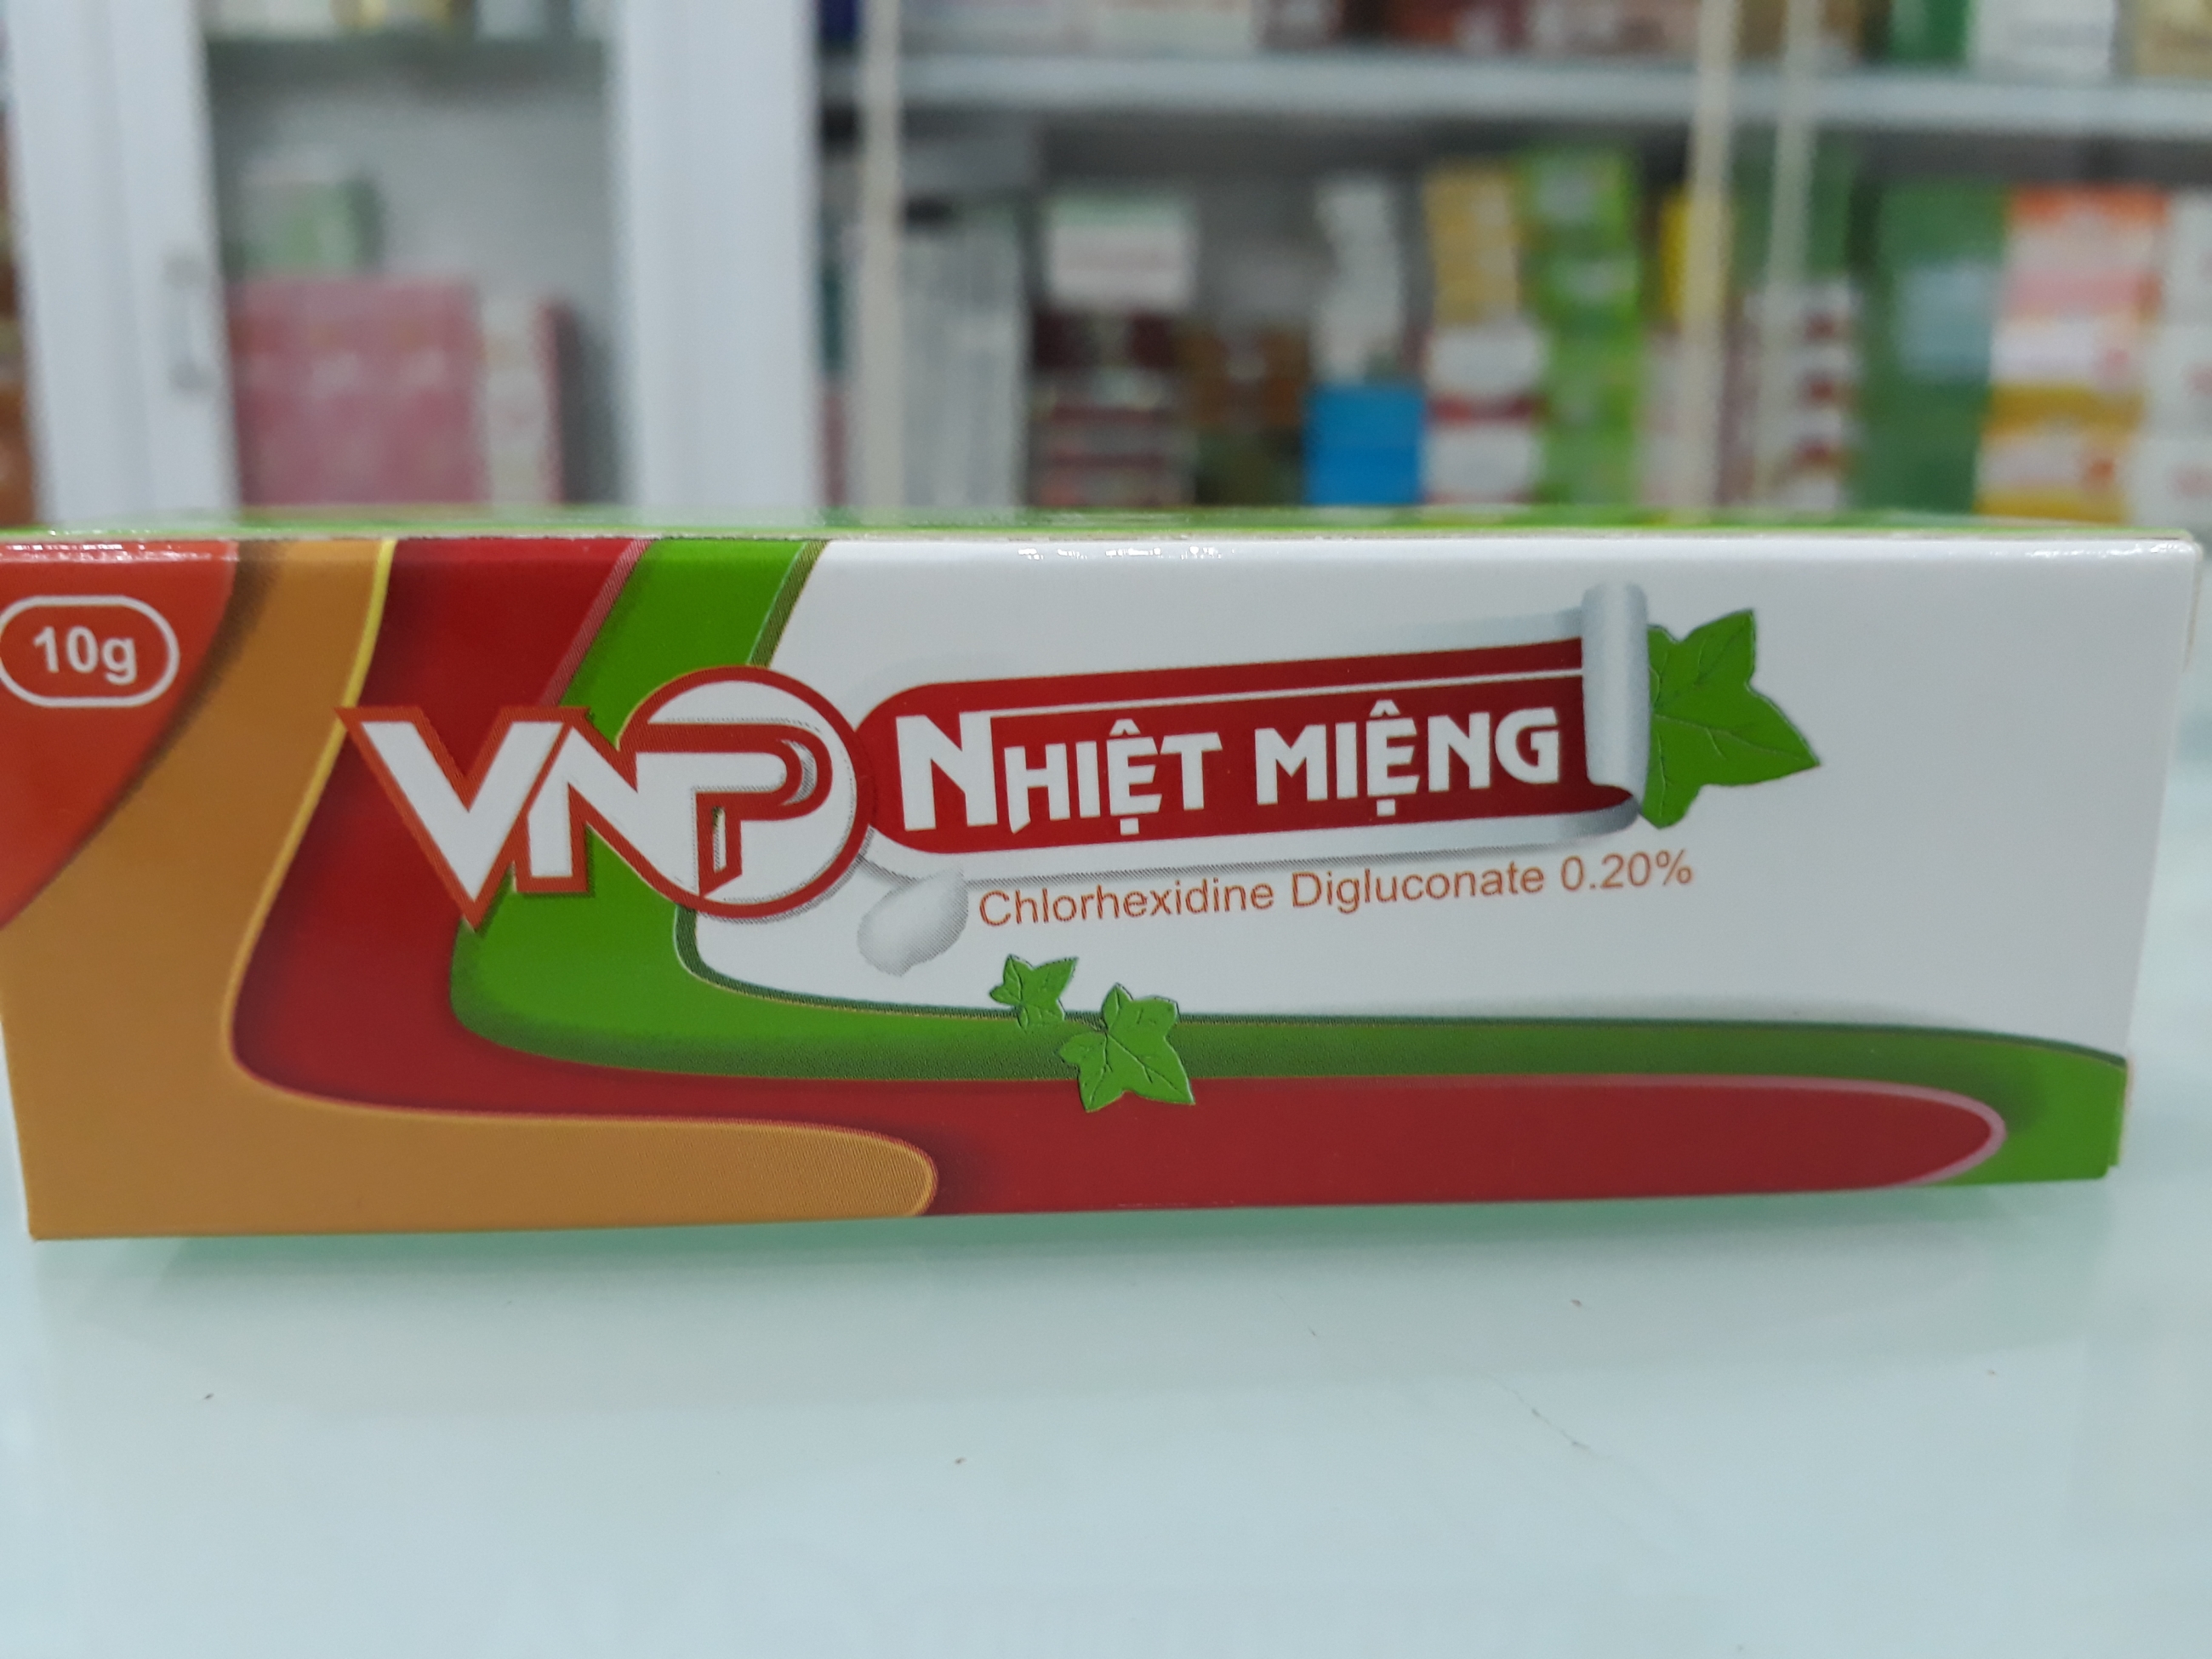 10g
VNP NHIỆT MIỆNG
Chlorhexidine Digluconate 0.20%